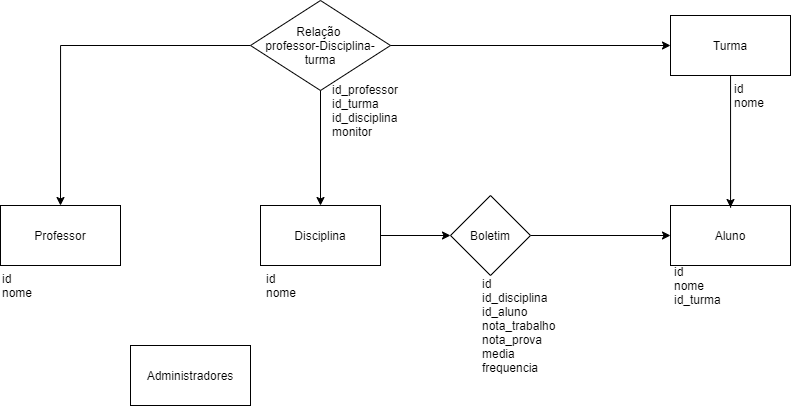 Relação
professor-Disciplina-
turma
id_professor
id_turma
id_disciplina
monitor
Turma
id
nome
Professor
id
nome
Disciplina
id
nome
Boletim
id
id_disciplina
id_aluno
nota_trabalho
nota_prova
media
frequencia
Aluno
id
nome
id_turma
Administradores